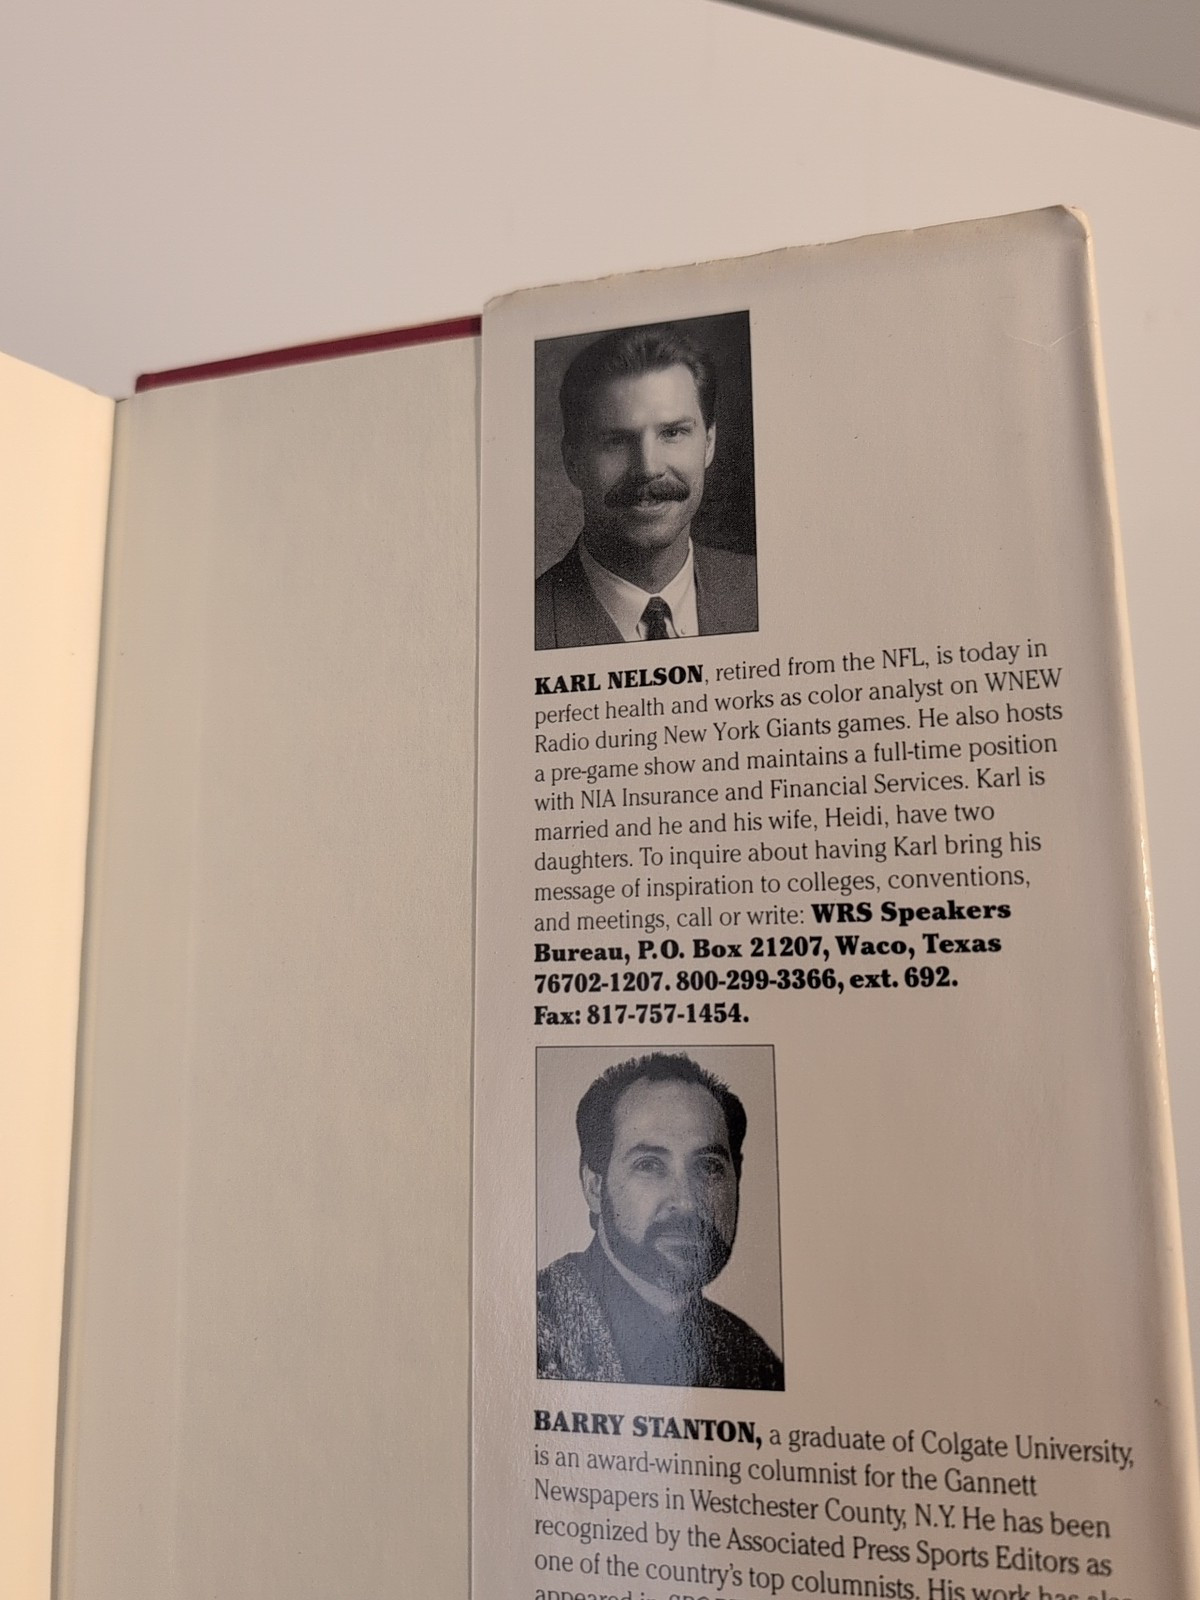 KARL NELSON, retired from the NFL, is today in
perfect health and works as color analyst on WNEW
Radio during New York Giants games. He also hosts
a pre-game show and maintains a full-time position
with NIA Insurance and Financial Services. Karl is
married and he and his wife, Heidi, have two
daughters. To inquire about having Karl bring his
message of inspiration to colleges, conventions,
and meetings, call or write: WRS Speakers
Bureau, P.O. Box 21207, Waco, Texas
76702-1207. 800-299-3366, ext. 692.
Fax: 817-757-1454.
BARRY STANTON, a graduate of Colgate University,
is an award-winning columnist for the Gannett
Newspapers in Westchester County, N.Y. He has been
recognized by the Associated Press Sports Editors as
one of the country's top columnists. His work has also
appeared in